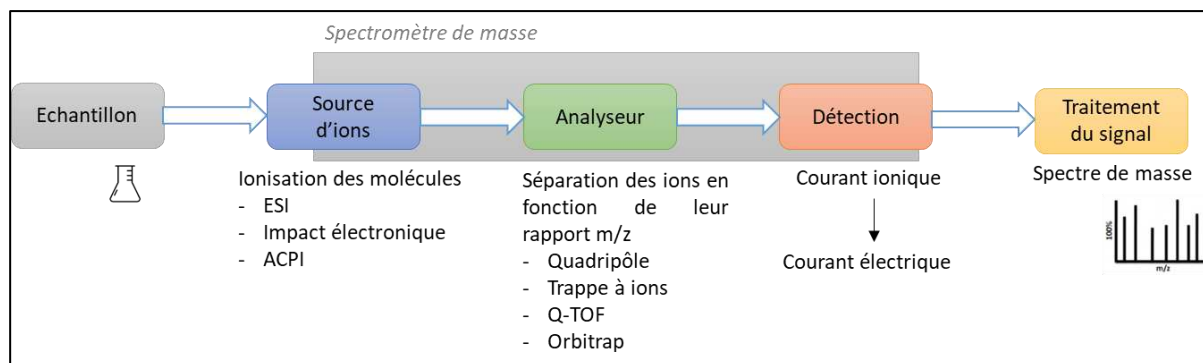 Spectromètre de masse
Echantillon
Source
d'ions
Analyseur
Détection
Traitement
du signal
Ionisation des molécules
- ESI
- Impact électronique
- ACPI
Séparation des ions en
fonction de leur
rapport m/z
- Quadripôle
- Trappe à ions
- Q-TOF
- Orbitrap
Courant ionique
Courant électrique
Spectre de masse
100%
m/z